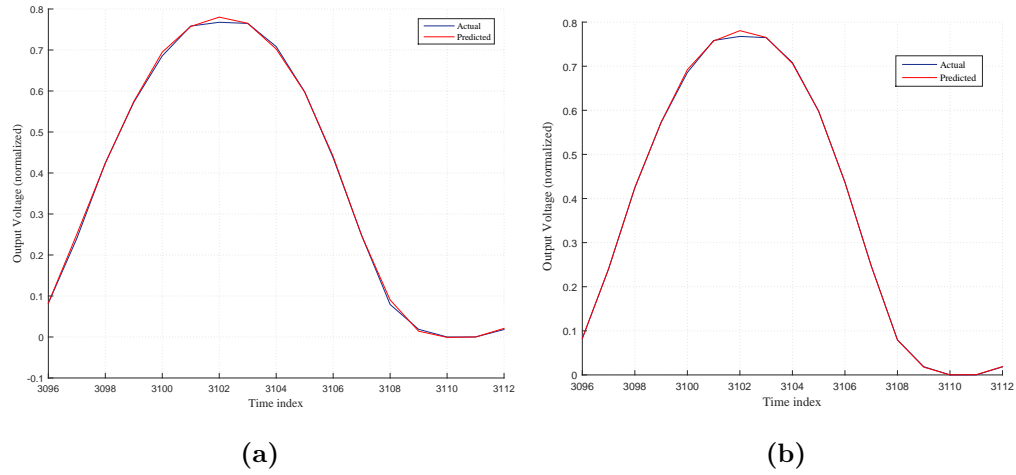 0.8
0.7
0.6
0.5
0.4
0.3
0.2
0.1
0
-0.1
Output Voltage (normalized)
Actual
Predicted
3096 3098 3100 3102 3104 3106 3108 3110 3112
Time index
(a)
0.8
0.7
0.6
0.5
0.4
0.3
0.2
0.1
0
Output Voltage (normalized)
Actual
Predicted
3096 3098 3100 3102 3104 3106 3108 3110 3112
Time index
(b)